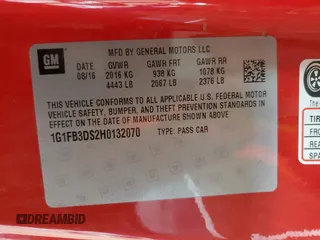 GM
MFD BY GENERAL MOTORS LLC
DATE GVWR GAWR FRT GAWR RR
08/16 2016 KG 938 KG 1078 KG
4443 LB 2067 LB 2376 LB
THIS VEHICLE CONFORMS TO ALL APPLICABLE U.S. FEDERAL
MOTOR VEHICLE SAFETY, BUMPER, AND THEFT PREVENTION STANDARDS
IN EFFECT ON THE DATE OF MANUFACTURE SHOWN ABOVE.
1G1FB3DS2H0132070 TYPE: PASS CAR
TIR
FRO
DREAMBID